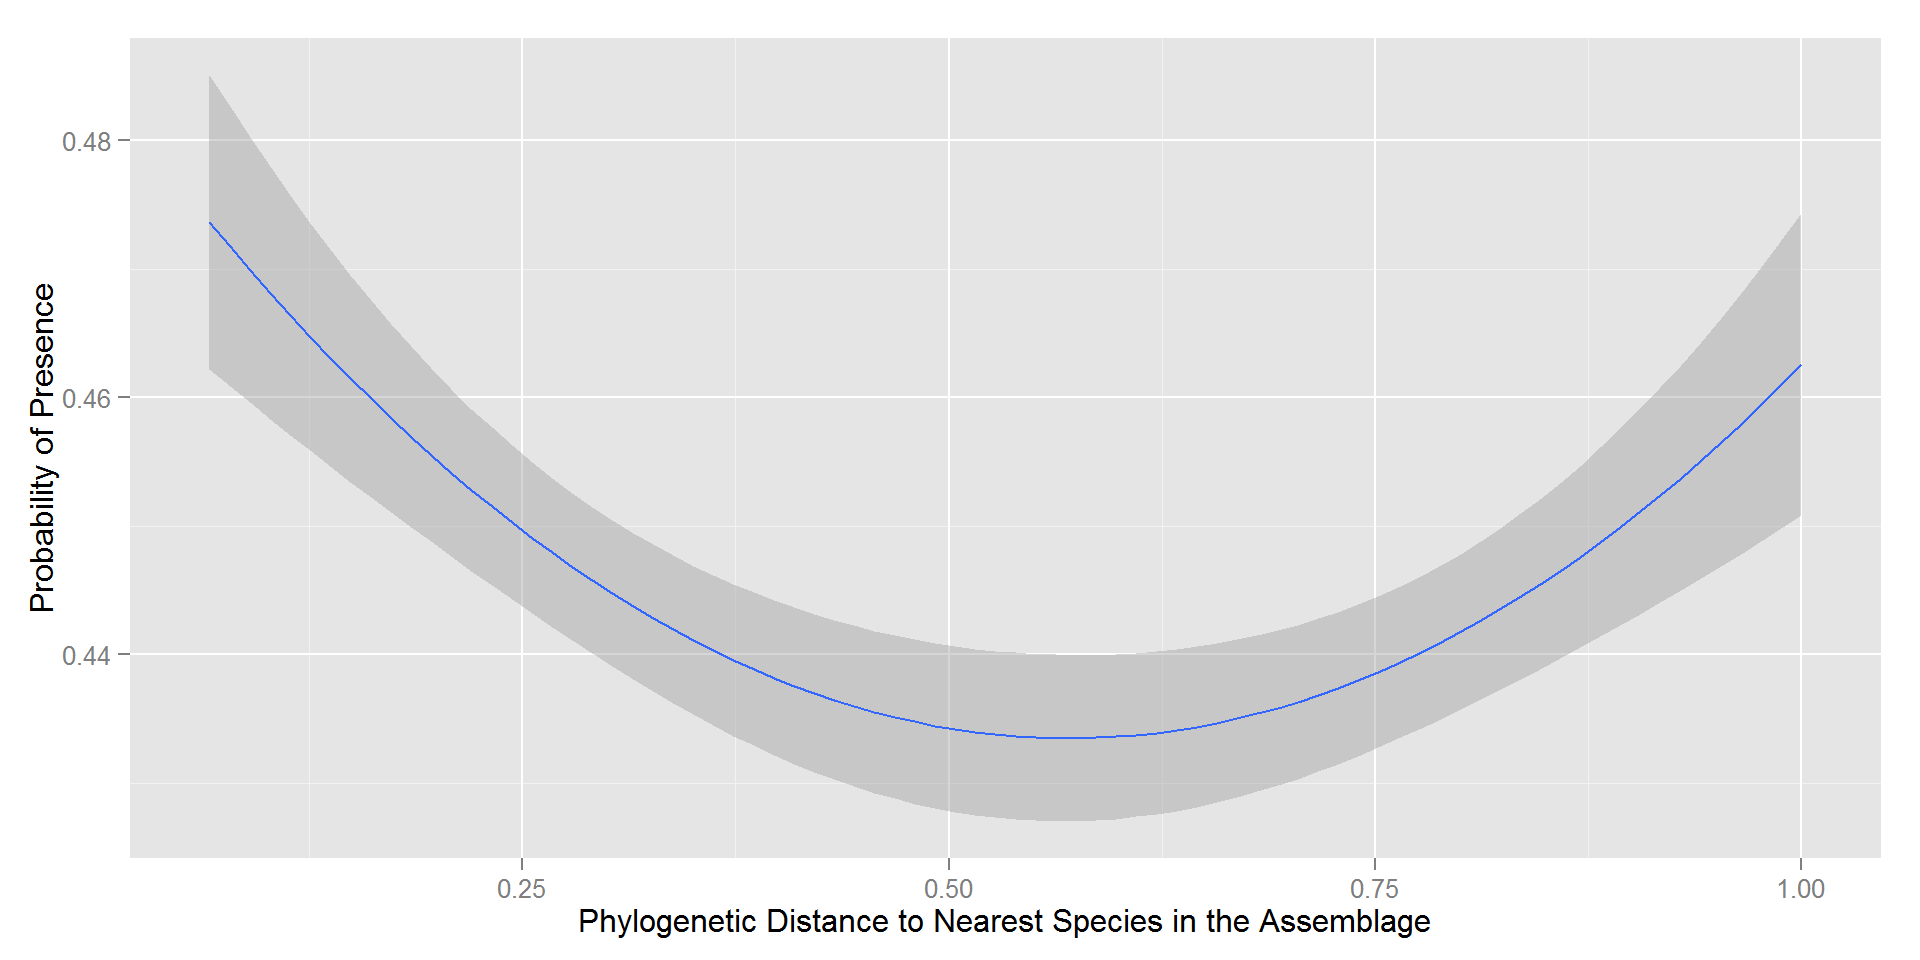 0.48
0.46
0.44
Probability of Presence
0.25 0.50 0.75 1.00
Phylogenetic Distance to Nearest Species in the Assemblage